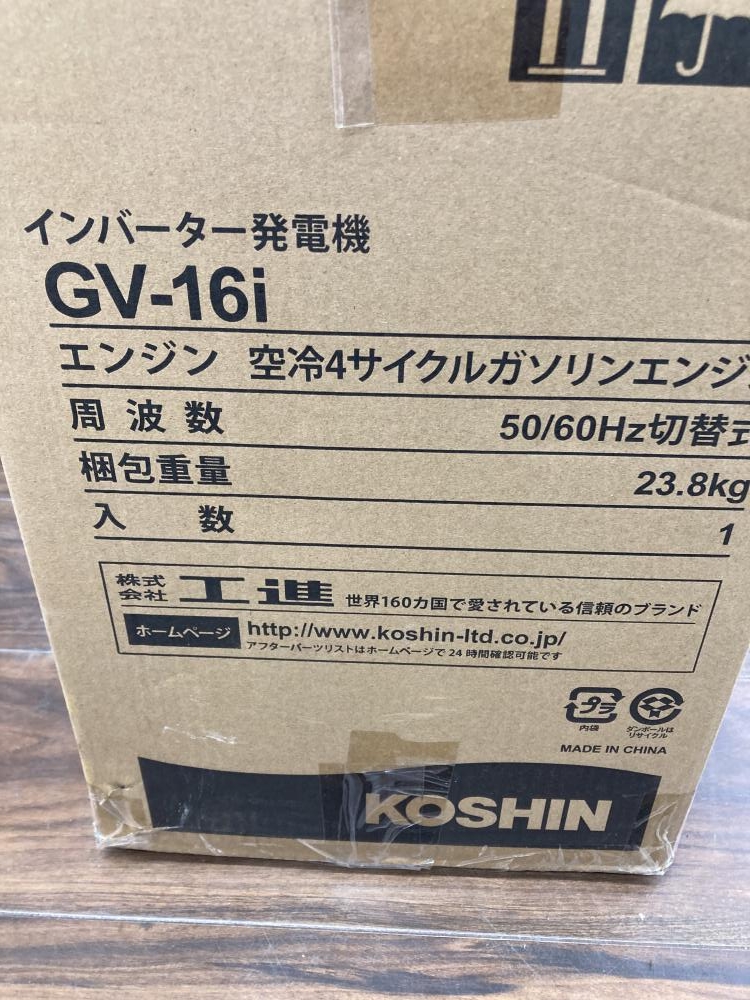 インバーター発電機
GV-16i
エンジン 空冷4サイクルガソリンエンジ
周波数 50/60Hz切替式
梱包重量 23.8kg
入数 1
株式会社 工進 世界160カ国で愛されている信頼のブランド
ホームページ http://www.koshin-ltd.co.jp/
アフターパーツリストはホームページで24時間確認可能です
プラ
内袋
ダンボールは
リサイクル
MADE IN CHINA
KOSHIN